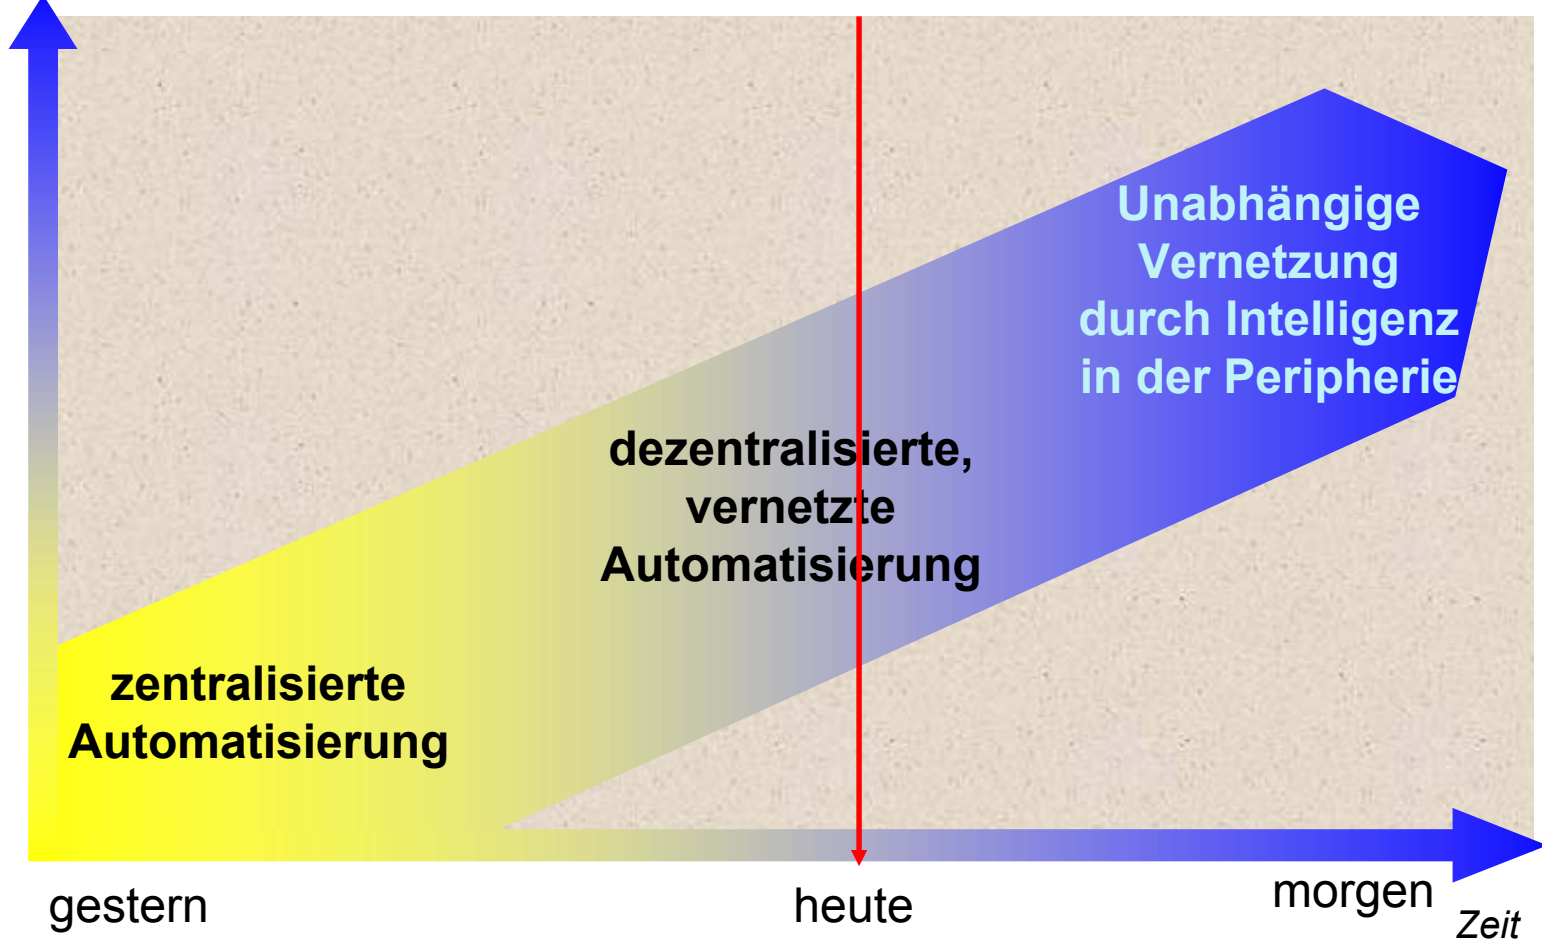 Unabhängige
Vernetzung
durch Intelligenz
in der Peripherie
dezentralisierte,
vernetzte
Automatisierung
zentralisierte
Automatisierung
gestern
heute
morgen
Zeit